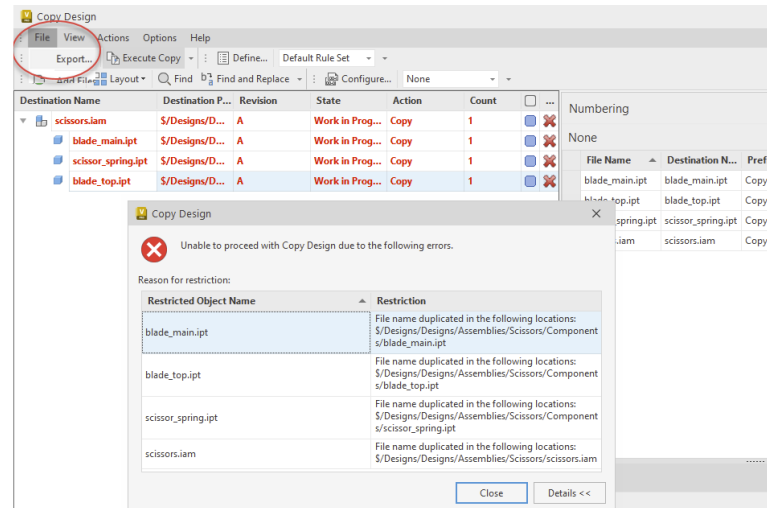 Copy Design
File View Actions Options Help
Export... Execute Copy Define... Default Rule Set
Add Files Layout Find Find and Replace Configure... None
Destination Name Destination P... Revision State Action Count ...
scissors.iam $/Designs/D... A Work in Prog... Copy 1
blade_main.ipt $/Designs/D... A Work in Prog... Copy 1
scissor_spring.ipt $/Designs/D... A Work in Prog... Copy 1
blade_top.ipt $/Designs/D... A Work in Prog... Copy 1
Numbering
None
File Name Destination N... Pref
blade_main.ipt blade_main.ipt Copy
blade_top.ipt blade_top.ipt Copy
_spring.ipt scissor_spring.ipt Copy
.iam scissors.iam Copy
Copy Design
Unable to proceed with Copy Design due to the following errors.
Reason for restriction:
Restricted Object Name Restriction
blade_main.ipt
File name duplicated in the following locations:
$/Designs/Designs/Assemblies/Scissors/Component
s/blade_main.ipt
blade_top.ipt
File name duplicated in the following locations:
$/Designs/Designs/Assemblies/Scissors/Component
s/blade_top.ipt
scissor_spring.ipt
File name duplicated in the following locations:
$/Designs/Designs/Assemblies/Scissors/Component
s/scissor_spring.ipt
scissors.iam
File name duplicated in the following locations:
$/Designs/Designs/Assemblies/Scissors/scissors.iam
Close Details <<